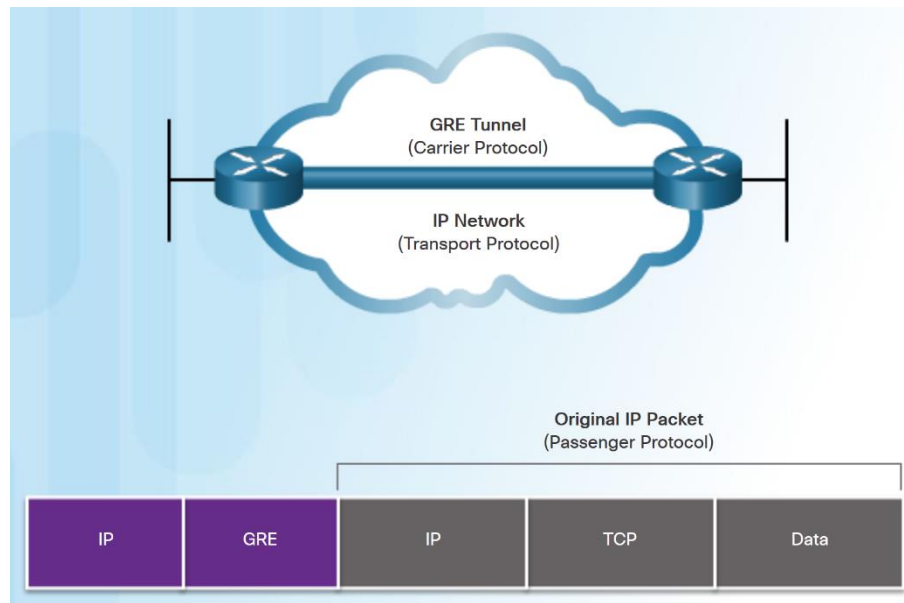 GRE Tunnel
(Carrier Protocol)
IP Network
(Transport Protocol)
Original IP Packet
(Passenger Protocol)
IP
GRE
IP
TCP
Data